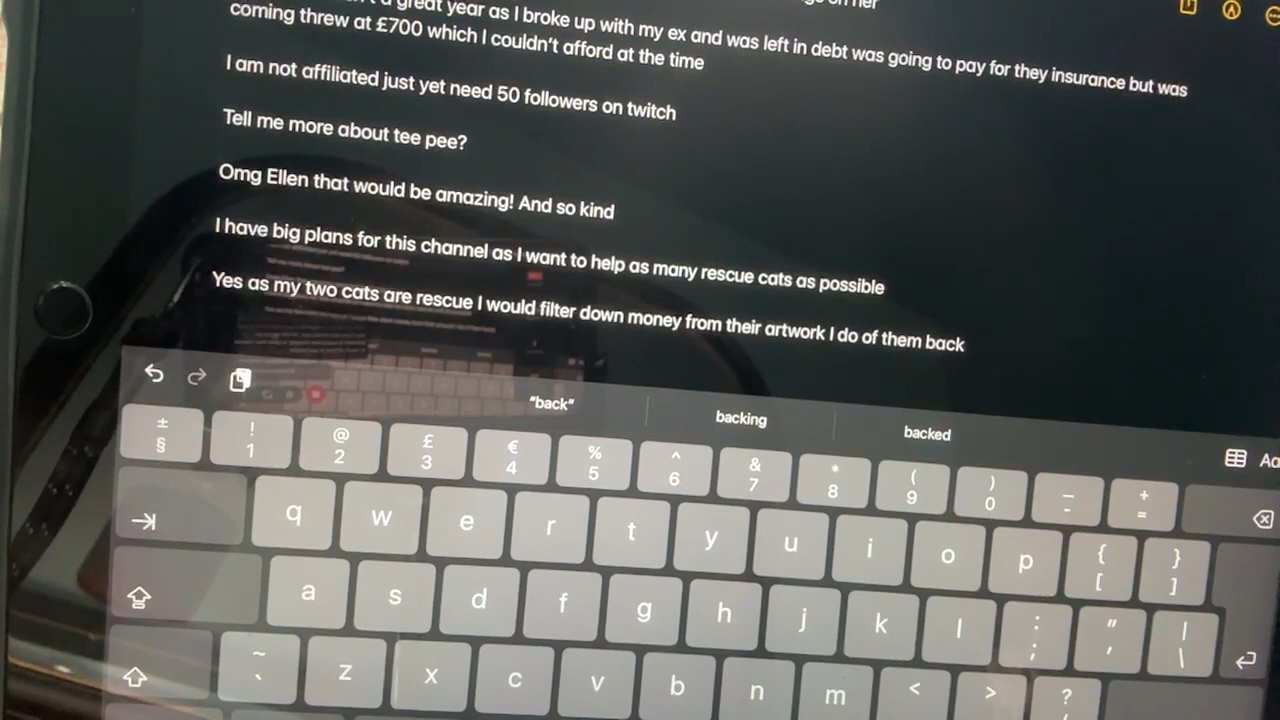 great year as I broke up with my ex and was left in debt was going to pay for they insurance but was
coming threw at £700 which I couldn't afford at the time
I am not affiliated just yet need 50 followers on twitch
Tell me more about tee pee?
Omg Ellen that would be amazing! And so kind
I have big plans for this channel as I want to help as many rescue cats as possible
Yes as my two cats are rescue I would filter down money from their artwork I do of them back
"back" backing backed
± ! @ £ € % ^ & * ( ) _ +
§ 1 2 3 4 5 6 7 8 9 0 - =
q w e r t y u i o p { [ } ]
a s d f g h j k l : ; " ' | \
~ ` z x c v b n m < > ?